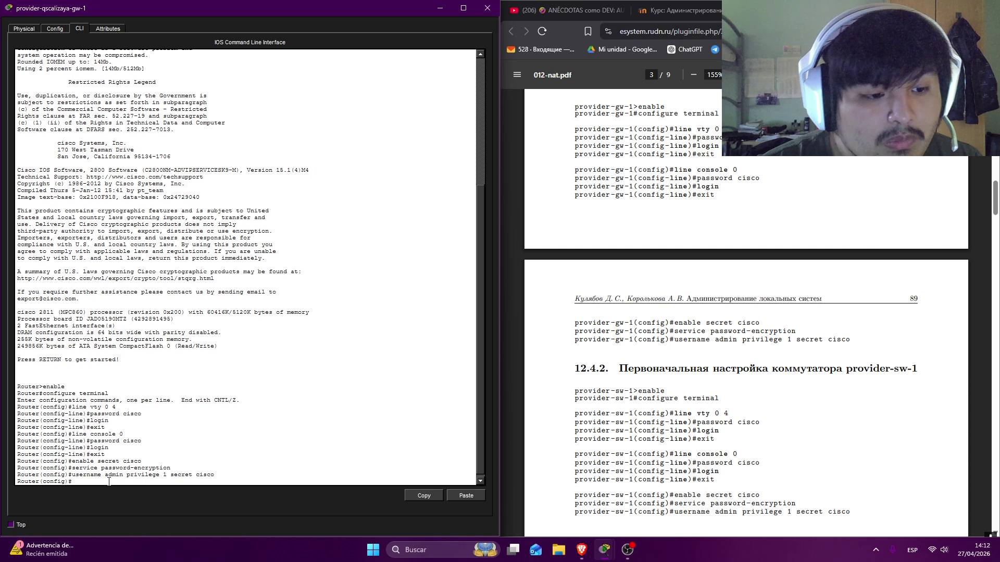 provider-qscalizaya-gw-1
Physical
Config
CLI
Attributes
IOS Command Line Interface
system operation may be compromised.
Rounded IOMEM up to: 14Mb.
Using 2 percent iomem. [14Mb/512Mb]
Restricted Rights Legend
Use, duplication, or disclosure by the Government is
subject to restrictions as set forth in subparagraph
(c) of the Commercial Computer Software - Restricted
Rights clause at FAR sec. 52.227-19 and subparagraph
(c) (1) (ii) of the Rights in Technical Data and Computer
Software clause at DFARS sec. 252.227-7013.
cisco Systems, Inc.
170 West Tasman Drive
San Jose, California 95134-1706
Cisco IOS Software, 2800 Software (C2800NM-ADVIPSERVICESK9-M), Version 15.1(4)M4
Technical Support: http://www.cisco.com/techsupport
Copyright (c) 1986-2012 by Cisco Systems, Inc.
Compiled Thurs 5-Jan-12 15:41 by pt_team
Image text-base: 0x2100F918, data-base: 0x24729040
This product contains cryptographic features and is subject to United
States and local country laws governing import, export, transfer and
use. Delivery of Cisco cryptographic products does not imply
third-party authority to import, export, distribute or use encryption.
Importers, exporters, distributors and users are responsible for
compliance with U.S. and local country laws. By using this product you
agree to comply with applicable laws and regulations. If you are unable
to comply with U.S. and local laws, return this product immediately.
A summary of U.S. laws governing Cisco cryptographic products may be found at:
http://www.cisco.com/wwl/export/crypto/tool/stqrg.html
If you require further assistance please contact us by sending email to
export@cisco.com.
cisco 2811 (MPC860) processor (revision 0x200) with 60416K/5120K bytes of memory
Processor board ID JAD05190MTZ (4292891495)
2 FastEthernet interface(s)
DRAM configuration is 64 bits wide with parity disabled.
255K bytes of non-volatile configuration memory.
249856K bytes of ATA System CompactFlash 0 (Read/Write)
Press RETURN to get started!
Router>enable
Router#configure terminal
Enter configuration commands, one per line.  End with CNTL/Z.
Router(config)#line vty 0 4
Router(config-line)#password cisco
Router(config-line)#login
Router(config-line)#exit
Router(config)#line console 0
Router(config-line)#password cisco
Router(config-line)#login
Router(config-line)#exit
Router(config)#enable secret cisco
Router(config)#service password-encryption
Router(config)#username admin privilege 1 secret cisco
Router(config)#
Copy
Paste
Top
(206) ANÉCDOTAS como DEV: AU
Курс: Администрировани
esystem.rudn.ru/pluginfile.php/
528 · Входящие —...
Mi unidad - Google...
ChatGPT
012-nat.pdf
3 / 9
155%
provider-gw-1>enable
provider-gw-1#configure terminal
provider-gw-1(config)#line vty 0
provider-gw-1(config-line)#passwo
provider-gw-1(config-line)#login
provider-gw-1(config-line)#exit
provider-gw-1(config)#line console 0
provider-gw-1(config-line)#password cisco
provider-gw-1(config-line)#login
provider-gw-1(config-line)#exit
Кулябов Д. С., Королькова А. В. Администрирование локальных систем 89
provider-gw-1(config)#enable secret cisco
provider-gw-1(config)#service password-encryption
provider-gw-1(config)#username admin privilege 1 secret cisco
12.4.2. Первоначальная настройка коммутатора provider-sw-1
provider-sw-1>enable
provider-sw-1#configure terminal
provider-sw-1(config)#line vty 0 4
provider-sw-1(config-line)#password cisco
provider-sw-1(config-line)#login
provider-sw-1(config-line)#exit
provider-sw-1(config)#line console 0
provider-sw-1(config-line)#password cisco
provider-sw-1(config-line)#login
provider-sw-1(config-line)#exit
provider-sw-1(config)#enable secret cisco
provider-sw-1(config)#service password-encryption
provider-sw-1(config)#username admin privilege 1 secret cisco
1
Advertencia de...
Recién emitida
Buscar
ESP
14:12
27/04/2026